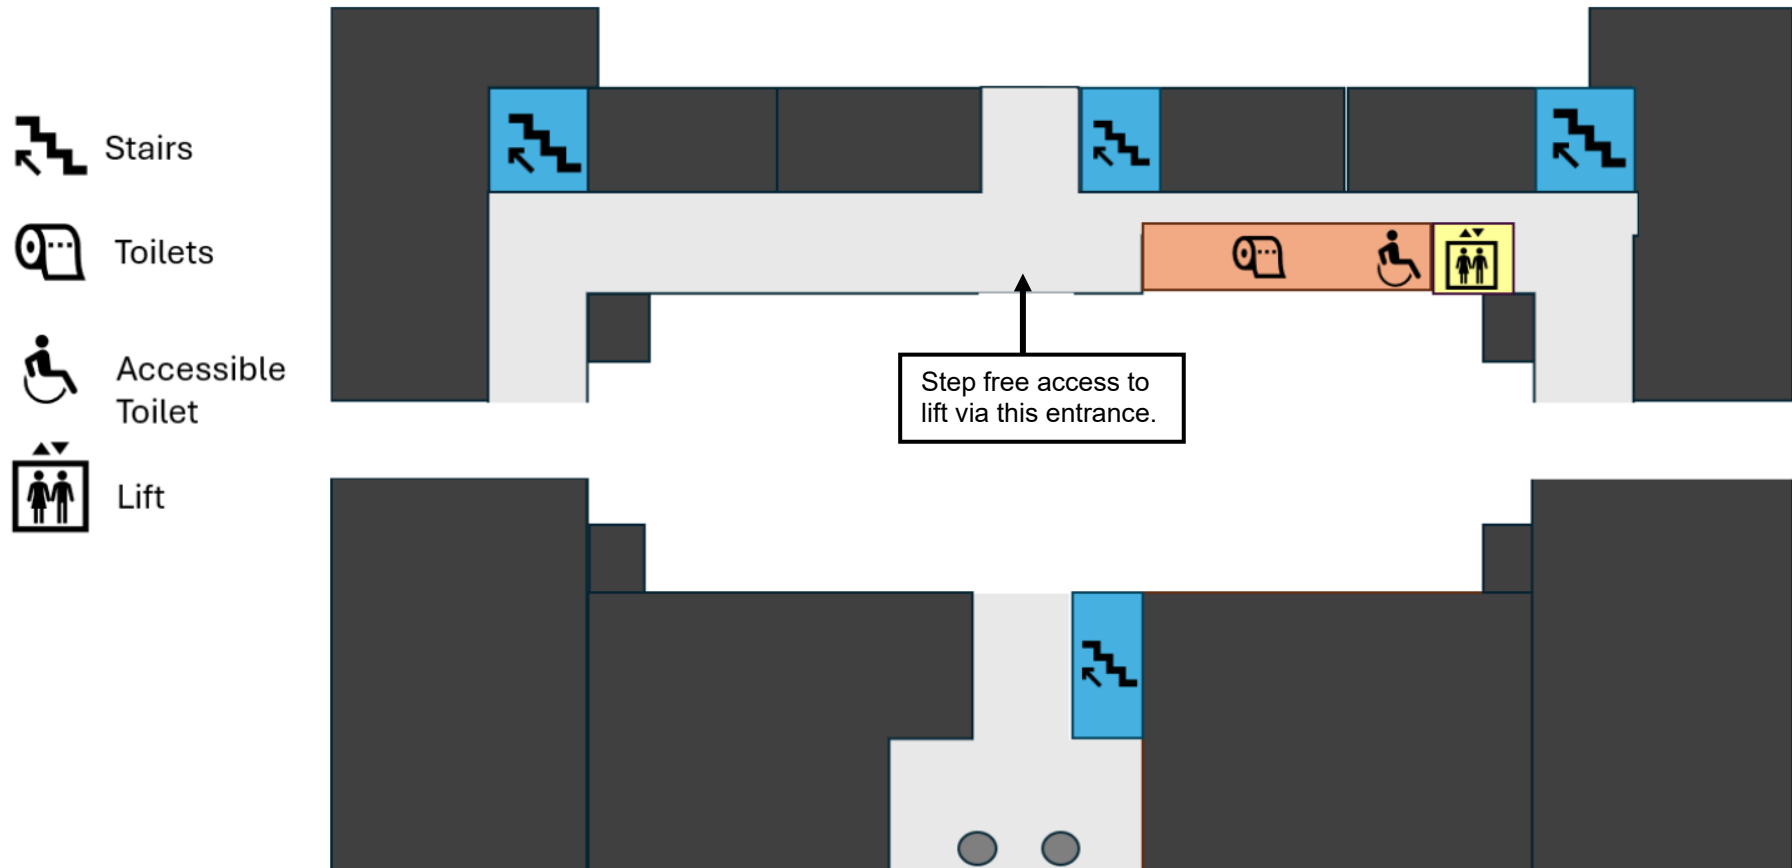 Stairs
Toilets
Accessible
Toilet
Lift
Step free access to
lift via this entrance.